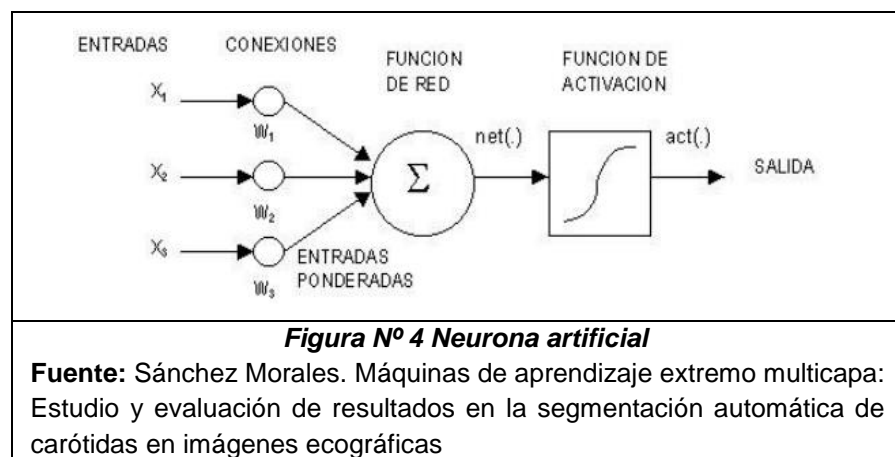 ENTRADAS
CONEXIONES
FUNCION
DE RED
FUNCION DE
ACTIVACION
X₁
W₁
X₂
W₂
X₃
W₃
Σ
net(.)
act(.)
SALIDA
ENTRADAS
PONDERADAS
Figura Nº 4 Neurona artificial
Fuente: Sánchez Morales. Máquinas de aprendizaje extremo multicapa:
Estudio y evaluación de resultados en la segmentación automática de
carótidas en imágenes ecográficas